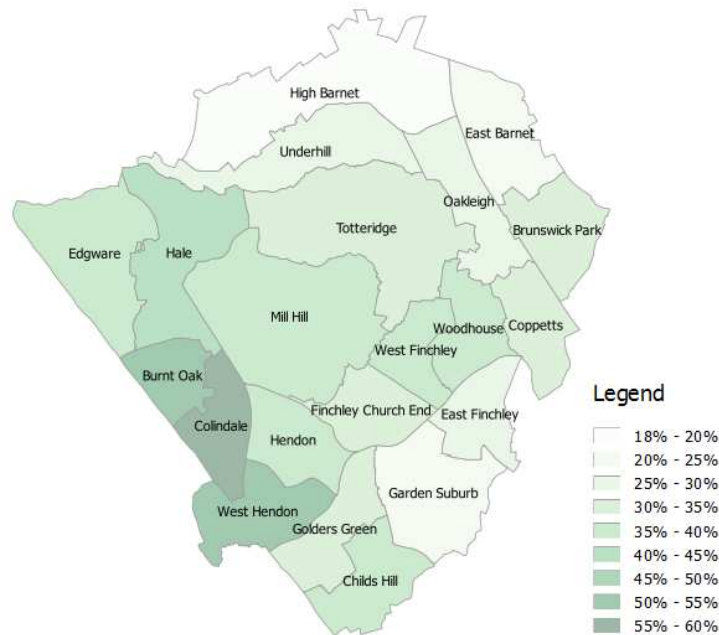 High Barnet
East Barnet
Underhill
Oakleigh
Totteridge
Brunswick Park
Edgware
Hale
Mill Hill
Woodhouse
Coppetts
West Finchley
Burnt Oak
Finchley Church End
East Finchley
Colindale
Hendon
Garden Suburb
West Hendon
Golders Green
Childs Hill
Legend
18% - 20%
20% - 25%
25% - 30%
30% - 35%
35% - 40%
40% - 45%
45% - 50%
50% - 55%
55% - 60%